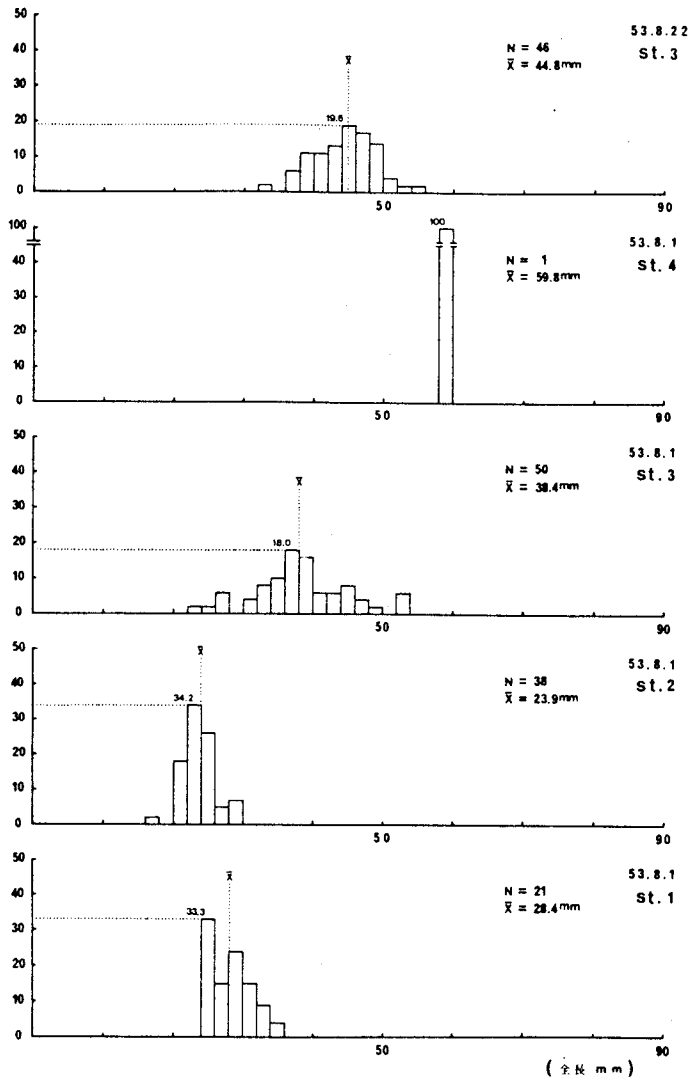 50
40
30
20
10
0
19.6
x̄
N = 46
x̄ = 44.8mm
53.8.22
St.3
50
90
100
40
30
20
10
0
100
N = 1
x̄ = 59.8mm
53.8.1
St.4
50
90
50
40
30
20
10
0
18.0
x̄
N = 50
x̄ = 38.4mm
53.8.1
St.3
50
90
50
40
30
20
10
0
34.2
x̄
N = 38
x̄ = 23.9mm
53.8.1
St.2
50
90
50
40
30
20
10
0
33.3
x̄
N = 21
x̄ = 28.4mm
53.8.1
St.1
50
90
(全長 mm)